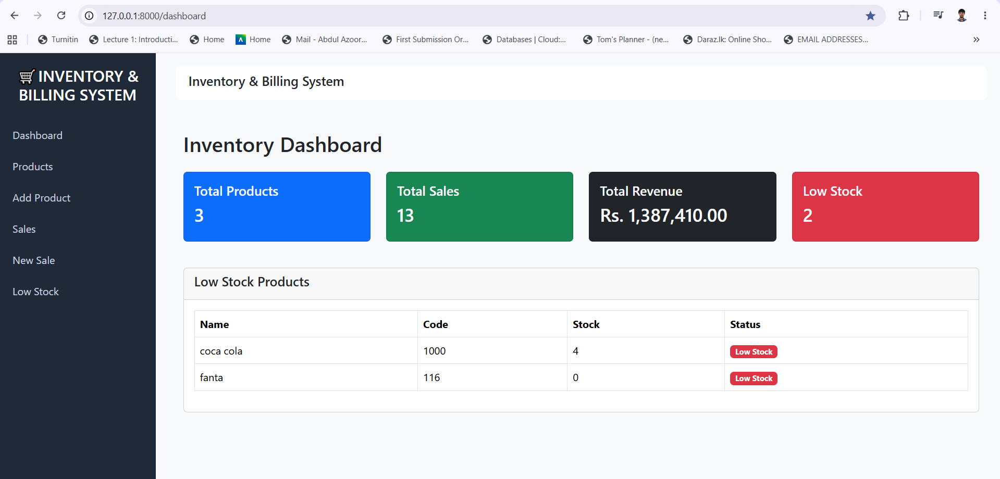 127.0.0.1:8000/dashboard
Turnitin Lecture 1: Introducti... Home Home Mail - Abdul Azoor... First Submission Or... Databases | Cloud:... Tom's Planner - (ne... Daraz.lk: Online Sho... EMAIL ADDRESSES...
INVENTORY &
BILLING SYSTEM
Dashboard
Products
Add Product
Sales
New Sale
Low Stock
Inventory & Billing System
Inventory Dashboard
Total Products
3
Total Sales
13
Total Revenue
Rs. 1,387,410.00
Low Stock
2
Low Stock Products
Name Code Stock Status
coca cola 1000 4 Low Stock
fanta 116 0 Low Stock